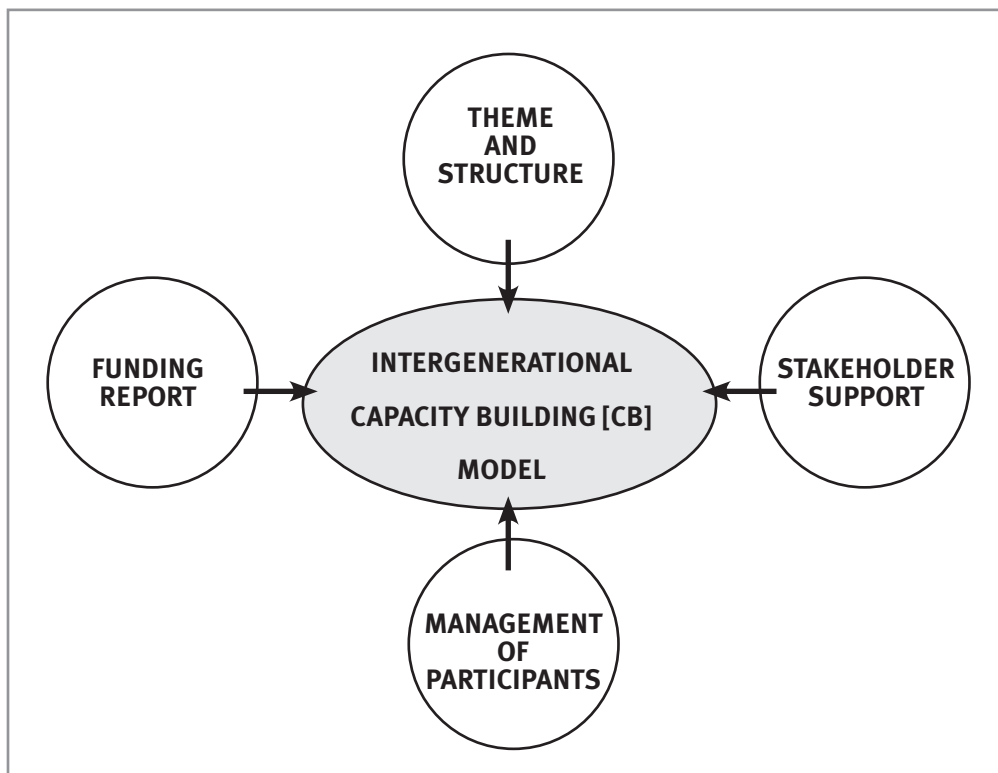 THEME
AND
STRUCTURE
FUNDING
REPORT
INTERGENERATIONAL
CAPACITY BUILDING [CB]
MODEL
STAKEHOLDER
SUPPORT
MANAGEMENT
OF
PARTICIPANTS